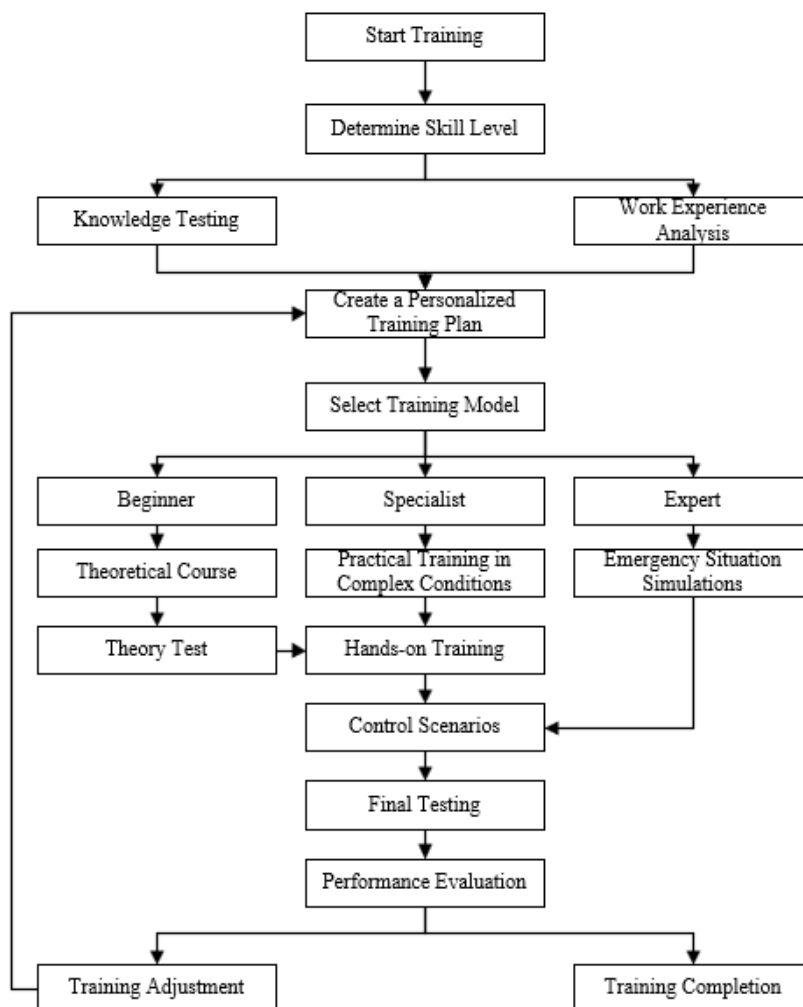 Start Training
Determine Skill Level
Knowledge Testing
Work Experience
Analysis
Create a Personalized
Training Plan
Select Training Model
Beginner
Specialist
Expert
Theoretical Course
Practical Training in
Complex Conditions
Emergency Situation
Simulations
Theory Test
Hands-on Training
Control Scenarios
Final Testing
Performance Evaluation
Training Adjustment
Training Completion